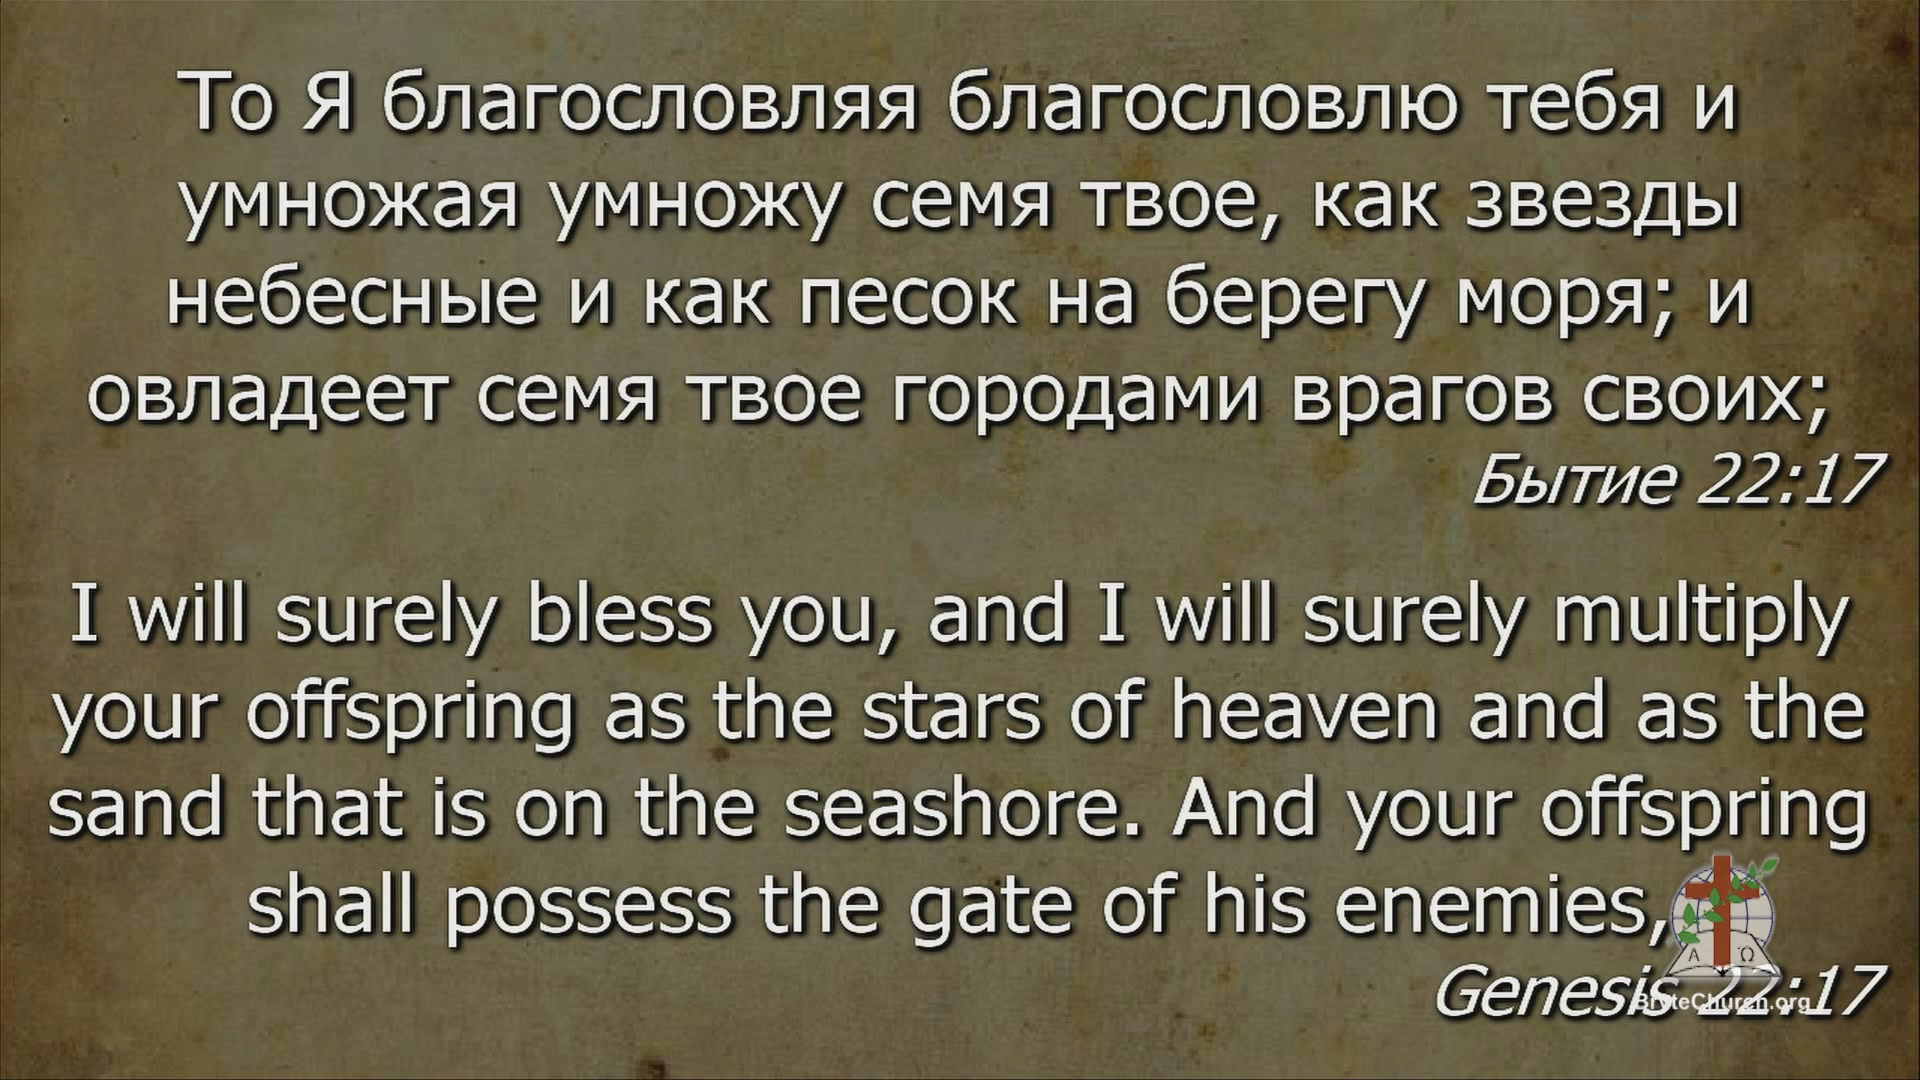 То Я благословляя благословлю тебя и
умножая умножу семя твое, как звезды
небесные и как песок на берегу моря; и
овладеет семя твое городами врагов своих;
Бытие 22:17
I will surely bless you, and I will surely multiply
your offspring as the stars of heaven and as the
sand that is on the seashore. And your offspring
shall possess the gate of his enemies,
Α Ω
Genesis 22:17
BryteChurch.org